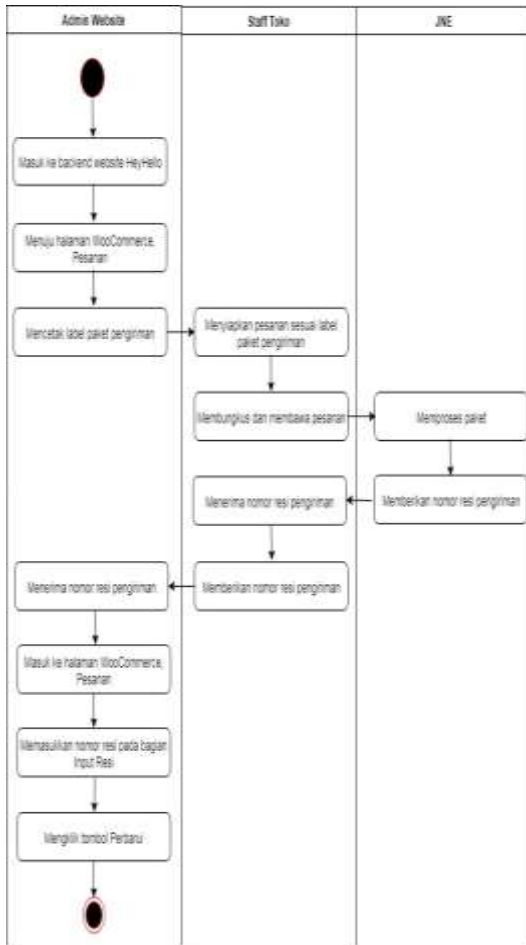 Admin Website
Staff Toko
JNE
Masuk ke backend website HeyHello
Menuju halaman WooCommerce,
Pesanan
Mencetak label paket pengiriman
Menyiapkan pesanan sesuai label
paket pengiriman
Membungkus dan membawa pesanan
Memproses paket
Memberikan nomor resi pengiriman
Menerima nomor resi pengiriman
Memberikan nomor resi pengiriman
Menerima nomor resi pengiriman
Masuk ke halaman WooCommerce,
Pesanan
Memasukkan nomor resi pada bagian
Input Resi
Mengklik tombol Perbarui